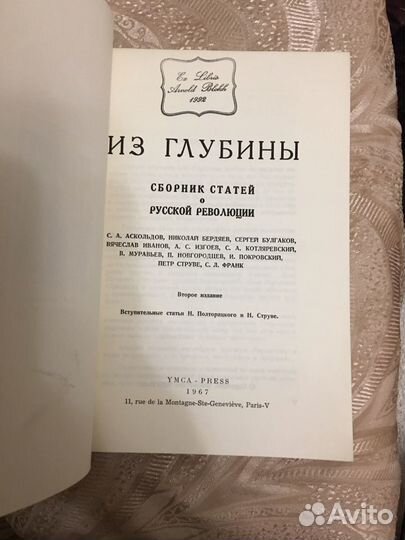 Ex Libris
Arnold Blokh
1992
ИЗ ГЛУБИНЫ
СБОРНИК СТАТЕЙ
о
РУССКОЙ РЕВОЛЮЦИИ
С. А. АСКОЛЬДОВ, НИКОЛАЙ БЕРДЯЕВ, СЕРГЕЙ БУЛГАКОВ,
ВЯЧЕСЛАВ ИВАНОВ, А. С. ИЗГОЕВ, С. А. КОТЛЯРЕВСКИЙ,
В. МУРАВЬЕВ, П. НОВГОРОДЦЕВ, И. ПОКРОВСКИЙ,
ПЕТР СТРУВЕ, С. Л. ФРАНК
Второе издание
Вступительные статьи Н. Полторацкого и Н. Струве.
YMCA - PRESS
1967
11, rue de la Montagne-Ste-Geneviève, Paris-V
Avito